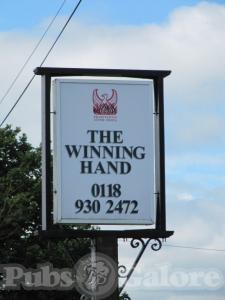 THE
WINNING
HAND
0118
930 2472
PubsGalore